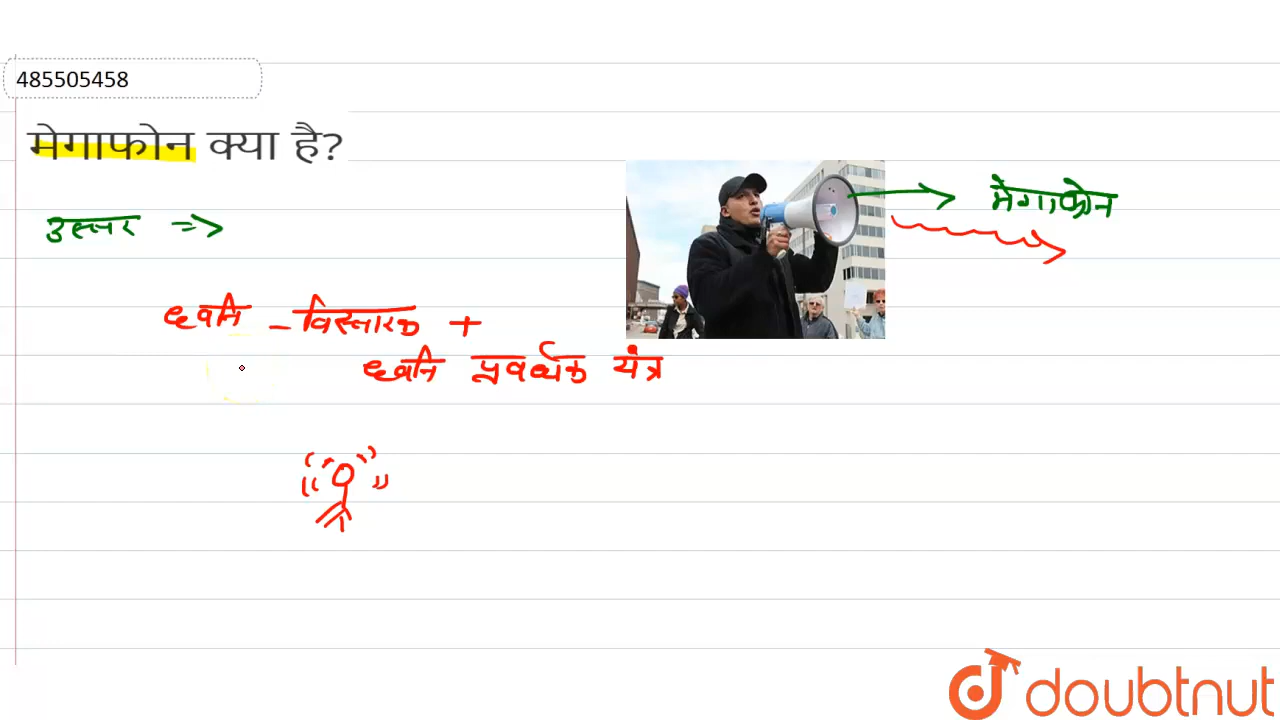 485505458
मेगाफोन क्या है?
उत्तर =>
मेगाफोन
ध्वनि - विस्तारक +
ध्वनि प्रवर्धक यंत्र
doubtnut